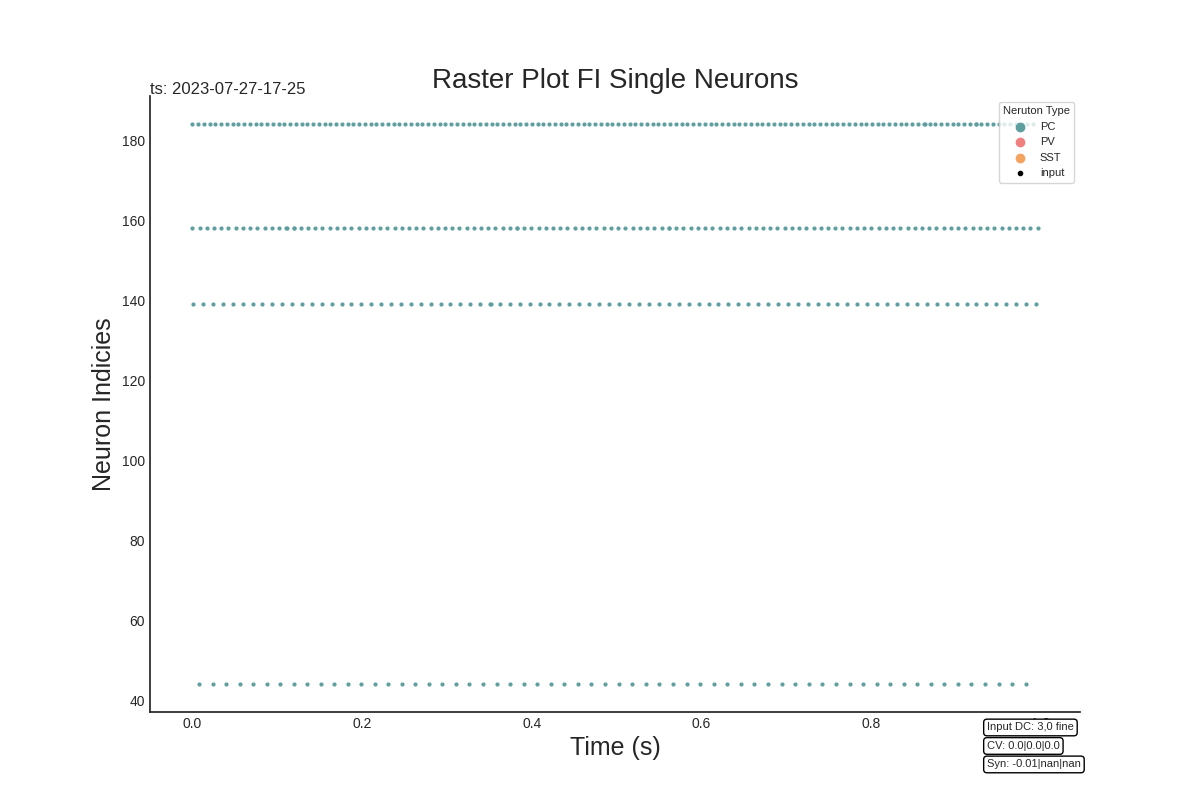 Raster Plot FI Single Neurons
ts: 2023-07-27-17-25
Neruton Type
PC
PV
SST
input
180
160
140
120
100
80
60
40
Neuron Indicies
0.0 0.2 0.4 0.6 0.8
Time (s)
Input DC: 3,0 fine
CV: 0.0|0.0|0.0
Syn: -0.01|nan|nan